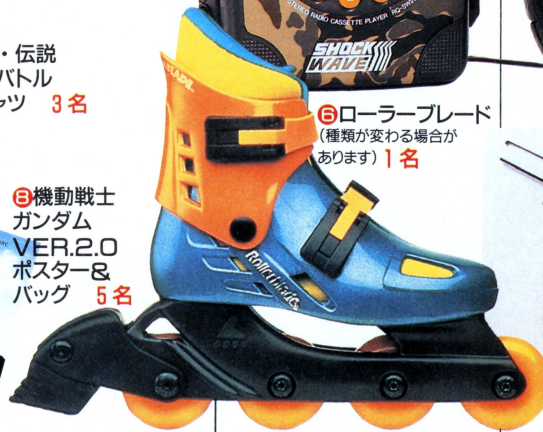 STEREO RADIO CASSETTE PLAYER RQ-SW
SHOCK
WAVE
・伝説
バトル
ャツ 3名
❻ローラーブレード
(種類が変わる場合が
あります)1名
❽機動戦士
ガンダム
VER.2.0
ポスター&
バッグ 5名
Rollerblade